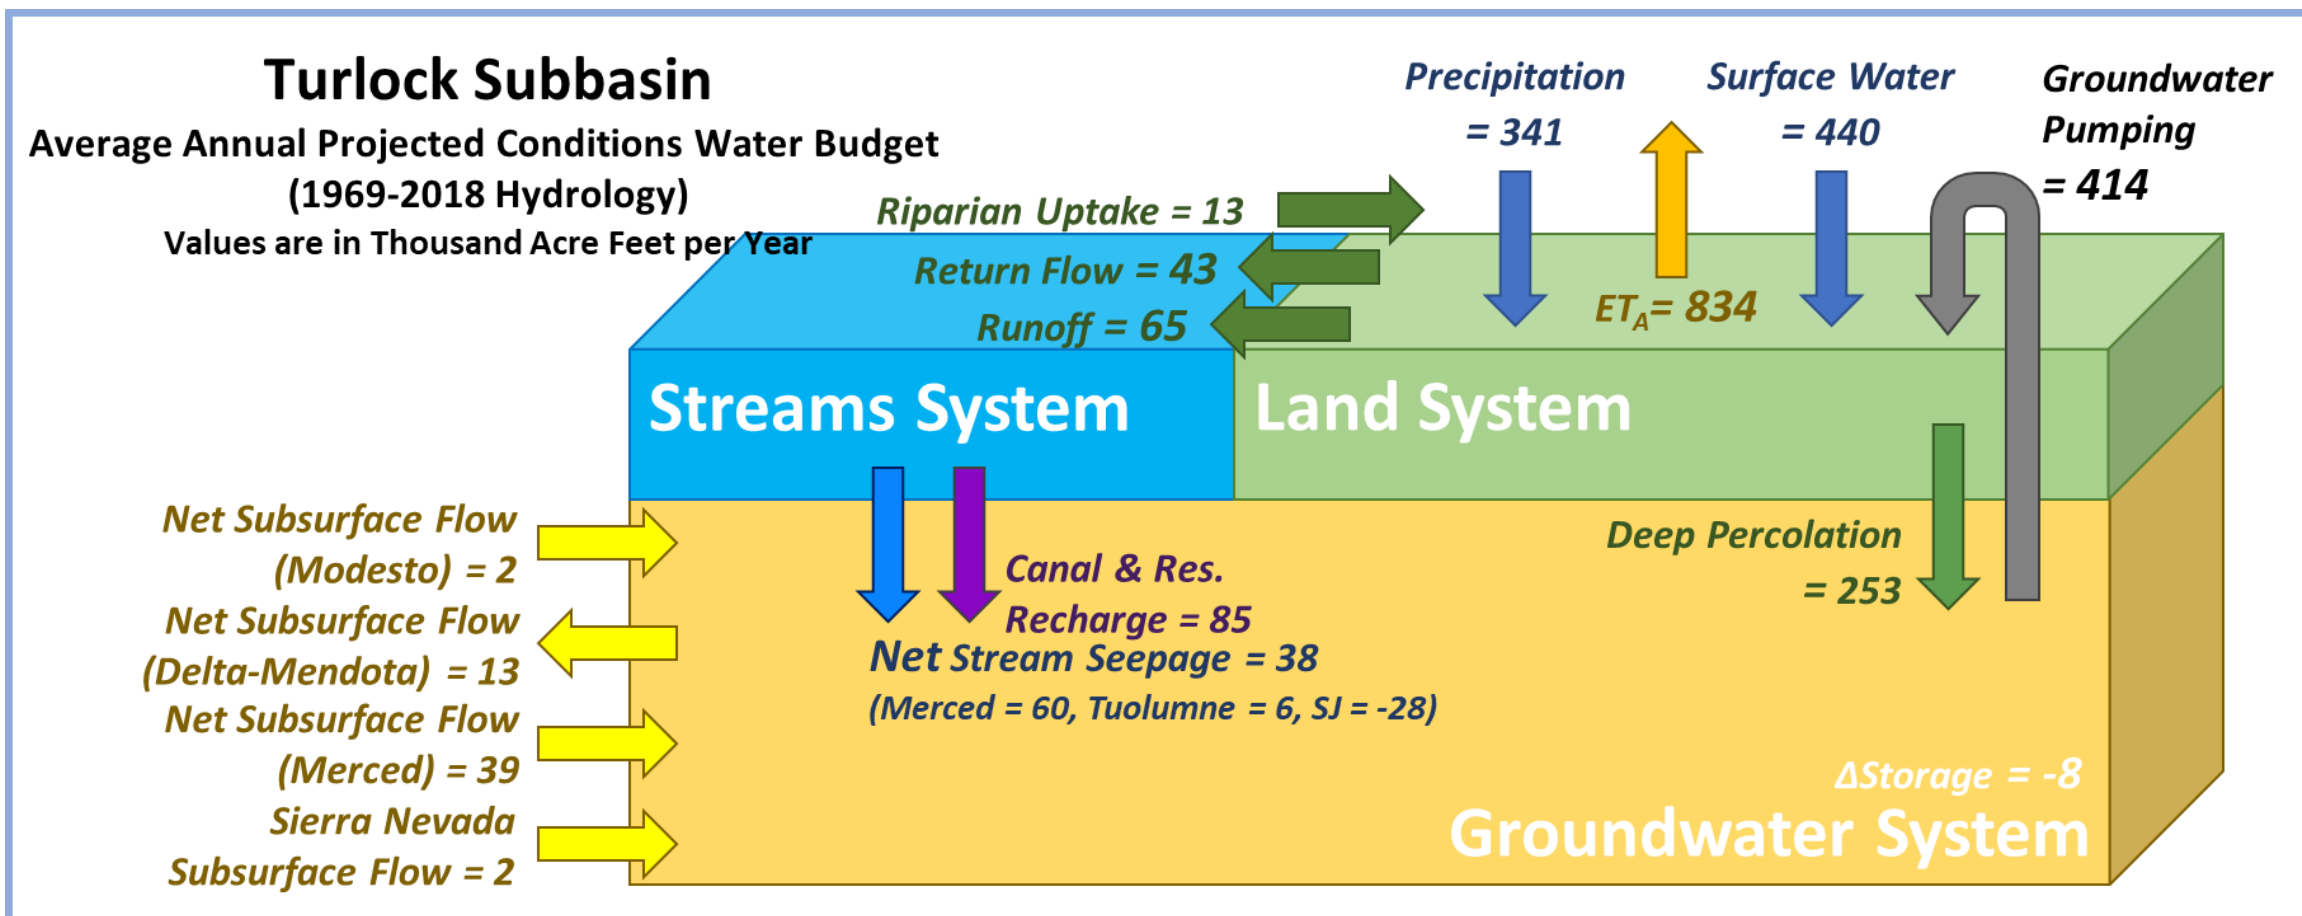 Turlock Subbasin
Average Annual Projected Conditions Water Budget
(1969-2018 Hydrology)
Values are in Thousand Acre Feet per Year
Precipitation
= 341
Surface Water
= 440
Groundwater
Pumping
= 414
Riparian Uptake = 13
Return Flow = 43
Runoff = 65
ETA= 834
Streams System
Land System
Net Subsurface Flow
(Modesto) = 2
Net Subsurface Flow
(Delta-Mendota) = 13
Net Subsurface Flow
(Merced) = 39
Sierra Nevada
Subsurface Flow = 2
Canal & Res.
Recharge = 85
Net Stream Seepage = 38
(Merced = 60, Tuolumne = 6, SJ = -28)
Deep Percolation
= 253
ΔStorage = -8
Groundwater System